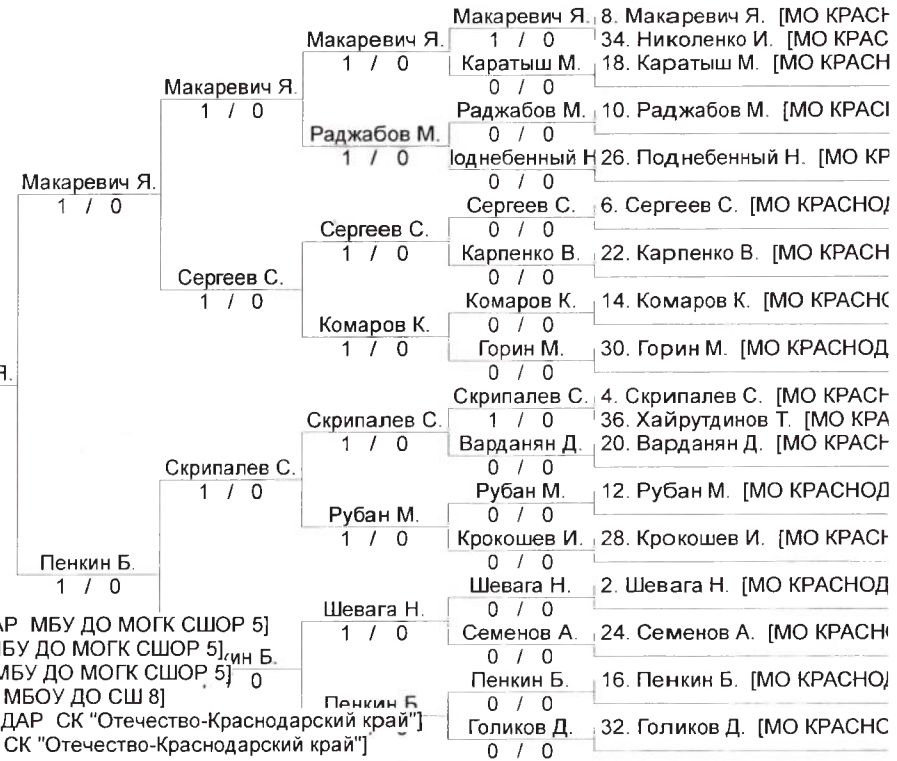 Макаревич Я. 8. Макаревич Я. [МО КРАСН
Макаревич Я. 1 / 0 34. Николенко И. [МО КРАС
1 / 0 Каратыш М. 18. Каратыш М. [МО КРАСН
Макаревич Я. 0 / 0
1 / 0 Раджабов М. 10. Раджабов М. [МО КРАС
Раджабов М. 0 / 0
1 / 0 Поднебенный Н 26. Поднебенный Н. [МО КР
Макаревич Я. 0 / 0
1 / 0 Сергеев С. 6. Сергеев С. [МО КРАСНОД
Сергеев С. 0 / 0
1 / 0 Карпенко В. 22. Карпенко В. [МО КРАСН
Сергеев С. 0 / 0
1 / 0 Комаров К. 14. Комаров К. [МО КРАСНО
Комаров К. 0 / 0
1 / 0 Горин М. 30. Горин М. [МО КРАСНОД
Я. 0 / 0
Скрипалев С. 4. Скрипалев С. [МО КРАСН
Скрипалев С. 1 / 0 36. Хайрутдинов Т. [МО КРА
1 / 0 Варданян Д. 20. Варданян Д. [МО КРАСН
Скрипалев С. 0 / 0
1 / 0 Рубан М. 12. Рубан М. [МО КРАСНОД
Рубан М. 0 / 0
1 / 0 Крокошев И. 28. Крокошев И. [МО КРАСН
Пенкин Б. 0 / 0
1 / 0 Шевага Н. 2. Шевага Н. [МО КРАСНОД
Шевага Н. 0 / 0
АР МБУ ДО МОГК СШОР 5] 1 / 0 Семенов А. 24. Семенов А. [МО КРАСН
МБУ ДО МОГК СШОР 5] кин Б. 0 / 0
МБУ ДО МОГК СШОР 5] 0 Пенкин Б. 16. Пенкин Б. [МО КРАСНОД
МБОУ ДО СШ 8] Пенкин Б 0 / 0
ДАР СК "Отечество-Краснодарский край"] Голиков Д. 32. Голиков Д. [МО КРАСНО
СК "Отечество-Краснодарский край"] 0 / 0